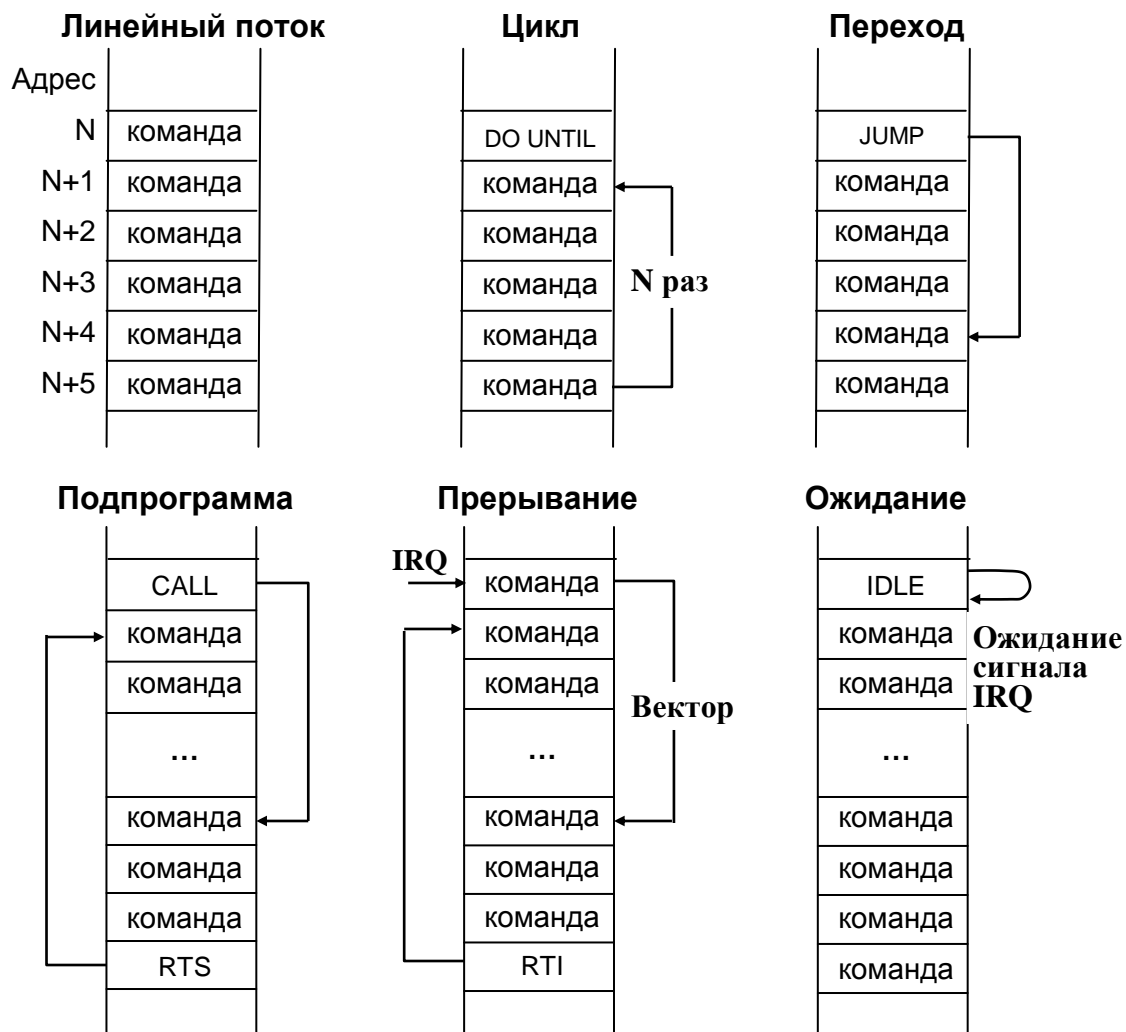 Линейный поток
Адрес
N команда
N+1 команда
N+2 команда
N+3 команда
N+4 команда
N+5 команда
Цикл
DO UNTIL
команда
команда
команда
команда
команда
N раз
Переход
JUMP
команда
команда
команда
команда
команда
Подпрограмма
CALL
команда
команда
...
команда
команда
команда
RTS
Прерывание
IRQ
команда
команда
команда
Вектор
...
команда
команда
команда
RTI
Ожидание
IDLE
команда
команда
Ожидание
сигнала
IRQ
...
команда
команда
команда
команда